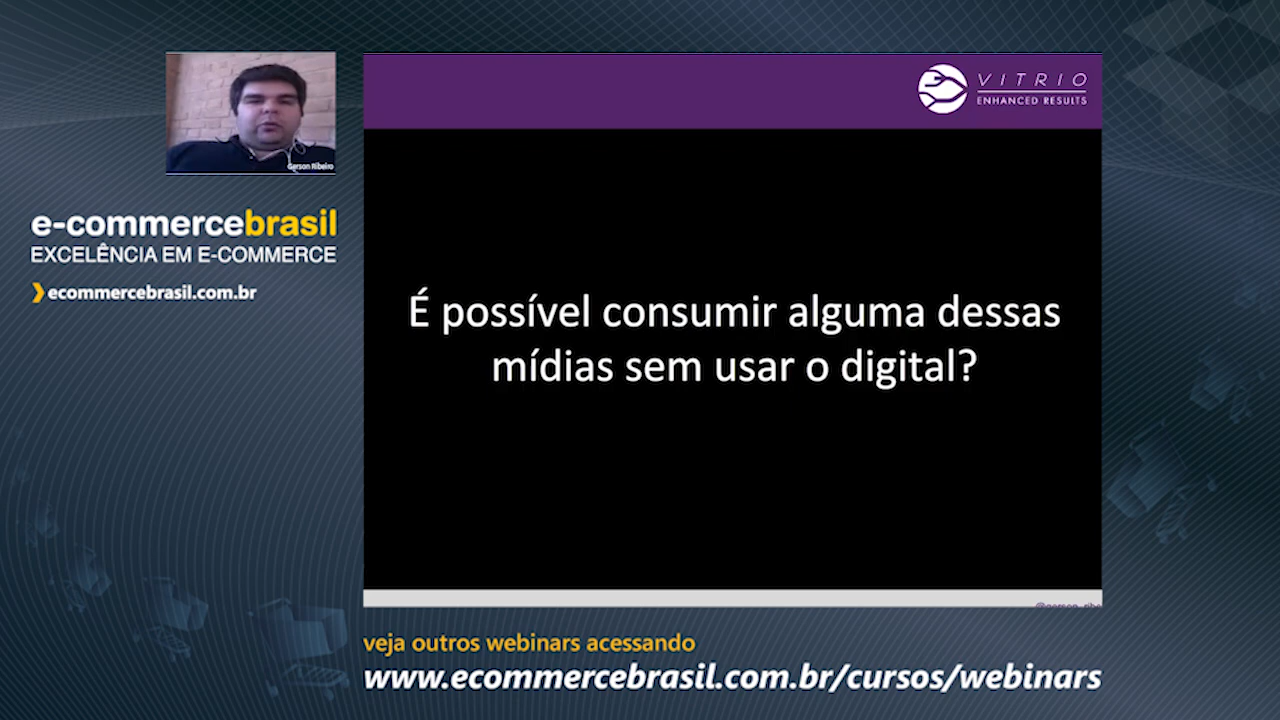 VITRIO
ENHANCED RESULTS
Gerson Ribeiro
e-commercebrasil
EXCELÊNCIA EM E-COMMERCE
ecommercebrasil.com.br
É possível consumir alguma dessas
mídias sem usar o digital?
veja outros webinars acessando
www.ecommercebrasil.com.br/cursos/webinars